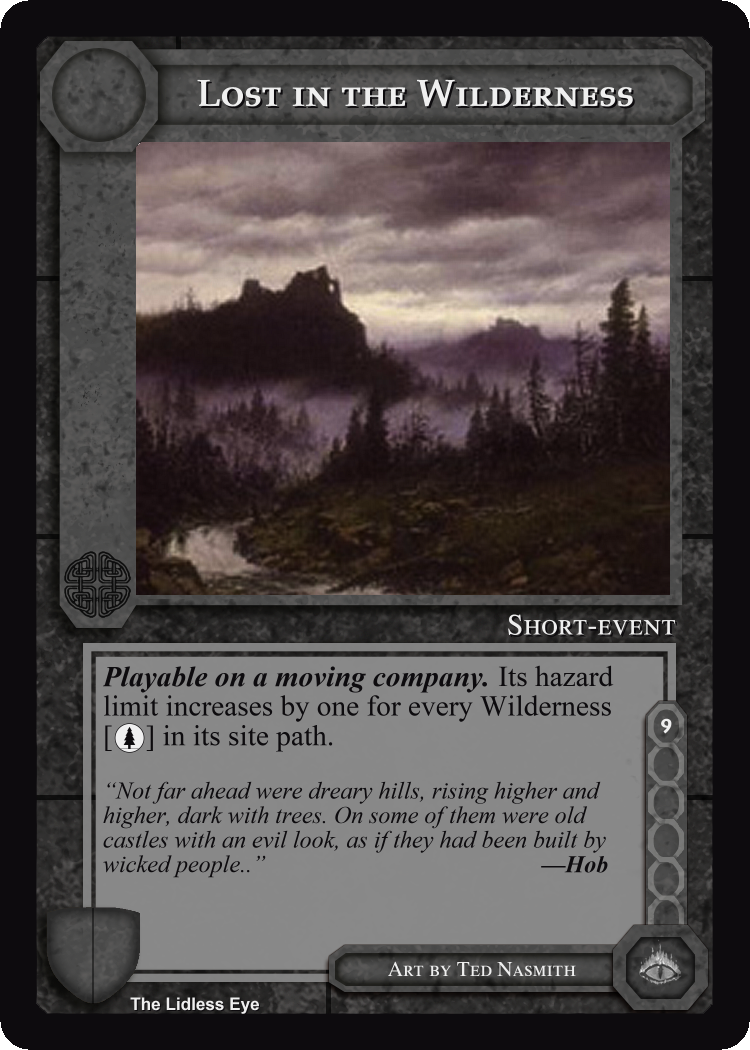 LOST IN THE WILDERNESS
SHORT-EVENT
Playable on a moving company. Its hazard
limit increases by one for every Wilderness
[ ] in its site path.
9
“Not far ahead were dreary hills, rising higher and
higher, dark with trees. On some of them were old
castles with an evil look, as if they had been built by
wicked people..” —Hob
ART BY TED NASMITH
The Lidless Eye